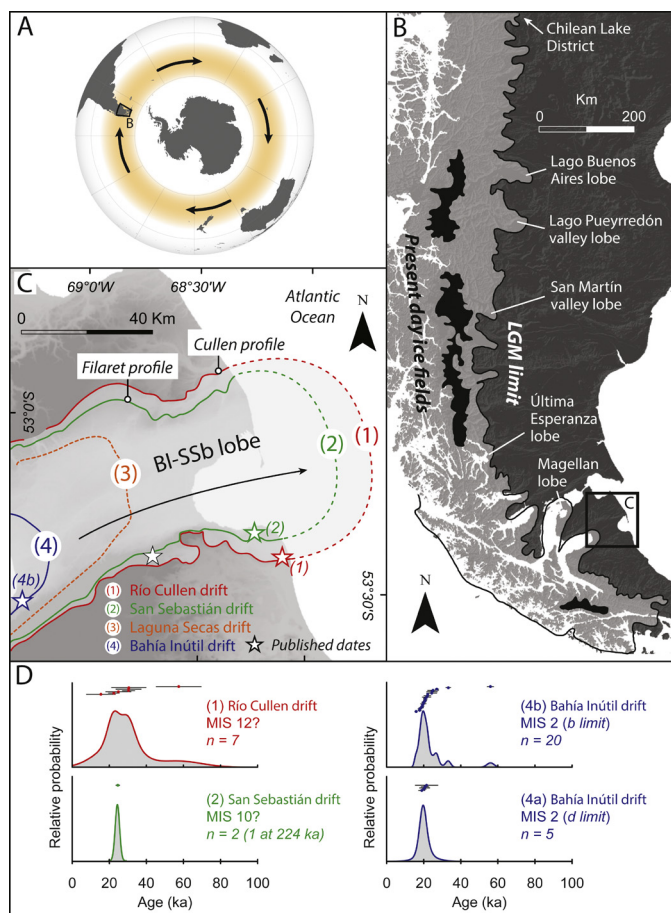 A
B
B
Chilean Lake
District
Km
0
200
Lago Buenos
Aires lobe
Lago Pueyrredón
valley lobe
San Martín
valley lobe
Present day ice fields
LGM limit
Última
Esperanza
lobe
Magellan
lobe
C
N
C
69°0'W
68°30'W
Atlantic
Ocean
0
40 Km
N
Cullen profile
Filaret profile
53°0'S
BI-SSb lobe
(1)
(2)
(3)
(4)
(4b)
(2)
(1)
53°30'S
(1) Río Cullen drift
(2) San Sebastián drift
(3) Laguna Secas drift
(4) Bahía Inútil drift
Published dates
D
Relative probability
(1) Río Cullen drift
MIS 12?
n = 7
Relative probability
(2) San Sebastián drift
MIS 10?
n = 2 (1 at 224 ka)
0 20 40 60 80 100
Age (ka)
Relative probability
(4b) Bahía Inútil drift
MIS 2 (b limit)
n = 20
Relative probability
(4a) Bahía Inútil drift
MIS 2 (d limit)
n = 5
0 20 40 60 80 100
Age (ka)